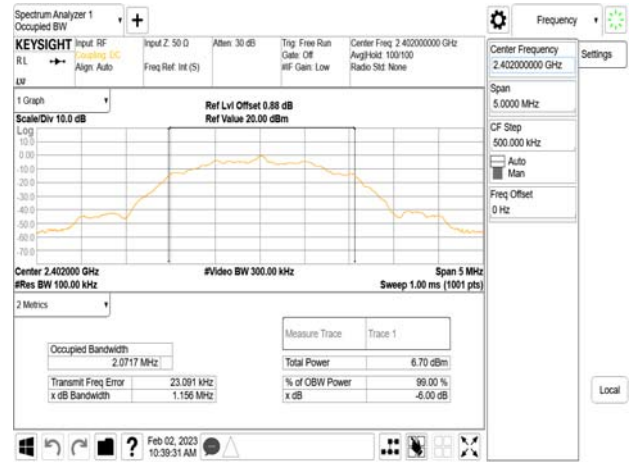 Spectrum Analyzer 1
Occupied BW
Frequency
KEYSIGHT
Input: RF
Coupling: DC
Align: Auto
Input Z: 50 Ω
Freq Ref: Int (S)
Atten: 30 dB
Trig: Free Run
Gate: Off
#IF Gain: Low
Center Freq: 2.402000000 GHz
Avg|Hold: 100/100
Radio Std: None
RL
LXI
Center Frequency
2.402000000 GHz
Settings
Span
5.0000 MHz
CF Step
500.000 kHz
Auto
Man
Freq Offset
0 Hz
1 Graph
Scale/Div 10.0 dB
Ref Lvl Offset 0.88 dB
Ref Value 20.00 dBm
Log
10.0
0.00
-10.0
-20.0
-30.0
-40.0
-50.0
-60.0
-70.0
Center 2.402000 GHz
#Res BW 100.00 kHz
#Video BW 300.00 kHz
Span 5 MHz
Sweep 1.00 ms (1001 pts)
2 Metrics
Measure Trace
Trace 1
Occupied Bandwidth
2.0717 MHz
Total Power
6.70 dBm
Transmit Freq Error
23.091 kHz
% of OBW Power
99.00 %
x dB Bandwidth
1.156 MHz
x dB
-6.00 dB
Local
?
Feb 02, 2023
10:39:31 AM